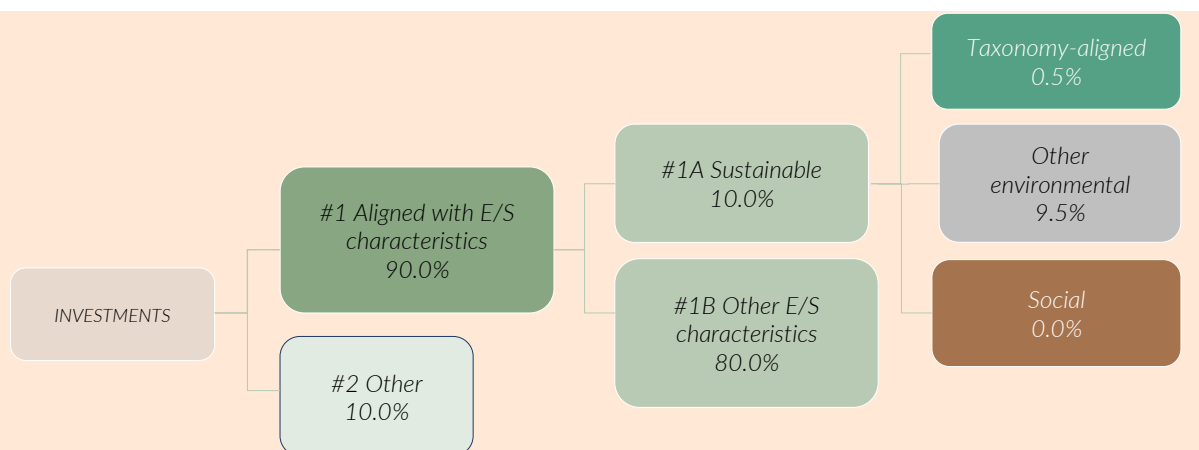 INVESTMENTS
#1 Aligned with E/S
characteristics
90.0%
#2 Other
10.0%
#1A Sustainable
10.0%
#1B Other E/S
characteristics
80.0%
Taxonomy-aligned
0.5%
Other
environmental
9.5%
Social
0.0%